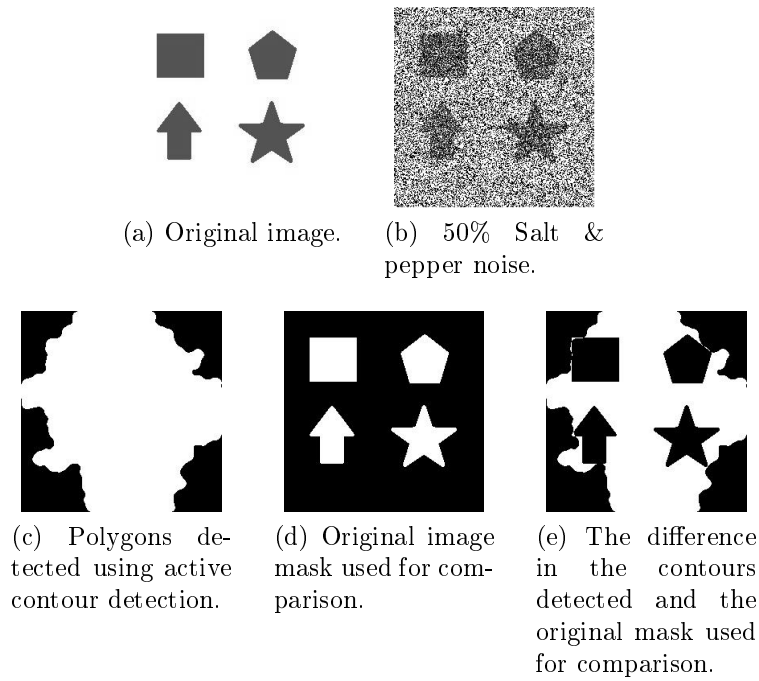 (a) Original image.
(b) 50% Salt &
pepper noise.
(c) Polygons de-
tected using active
contour detection.
(d) Original image
mask used for com-
parison.
(e) The difference
in the contours
detected and the
original mask used
for comparison.